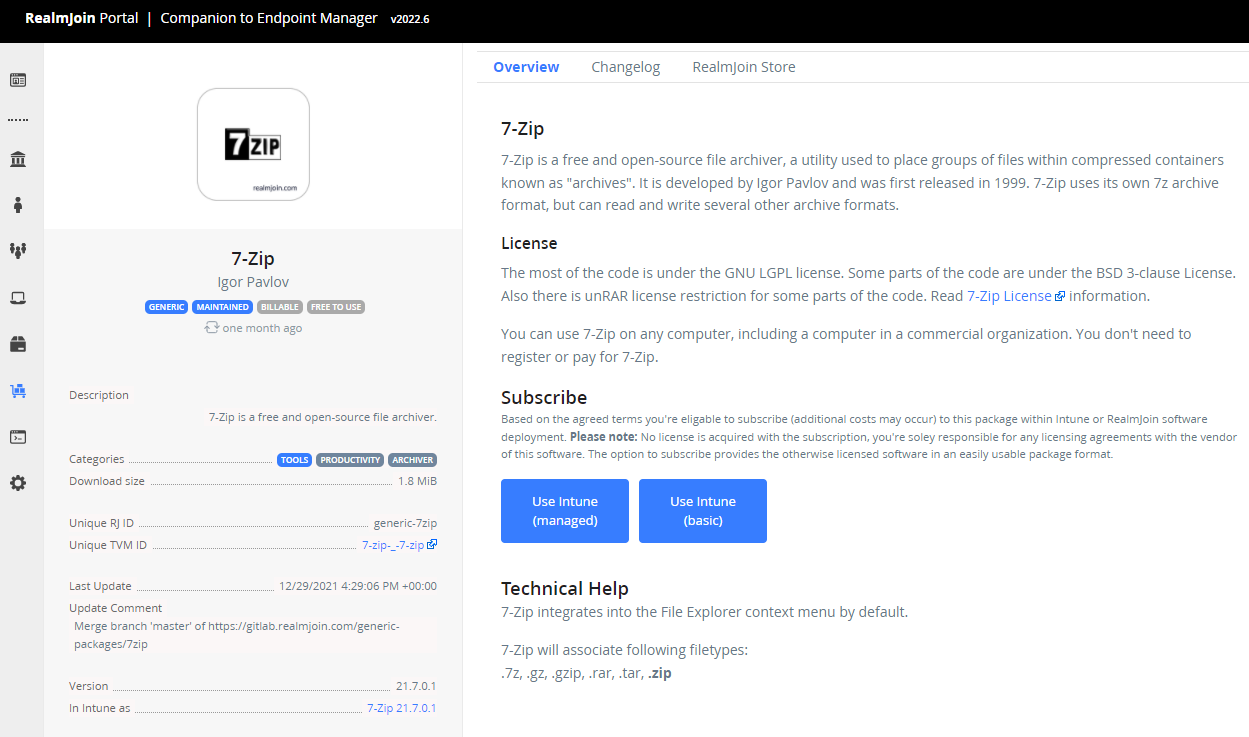 RealmJoin Portal | Companion to Endpoint Manager v2022.6
7 ZIP
realmjoin.com
7-Zip
Igor Pavlov
GENERIC MAINTAINED BILLABLE FREE TO USE
one month ago
Description
7-Zip is a free and open-source file archiver.
Categories TOOLS PRODUCTIVITY ARCHIVER
Download size 1.8 MiB
Unique RJ ID generic-7zip
Unique TVM ID 7-zip-_-7-zip
Last Update 12/29/2021 4:29:06 PM +00:00
Update Comment
Merge branch 'master' of https://gitlab.realmjoin.com/generic-
packages/7zip
Version 21.7.0.1
In Intune as 7-Zip 21.7.0.1
Overview Changelog RealmJoin Store
7-Zip
7-Zip is a free and open-source file archiver, a utility used to place groups of files within compressed containers
known as "archives". It is developed by Igor Pavlov and was first released in 1999. 7-Zip uses its own 7z archive
format, but can read and write several other archive formats.
License
The most of the code is under the GNU LGPL license. Some parts of the code are under the BSD 3-clause License.
Also there is unRAR license restriction for some parts of the code. Read 7-Zip License information.
You can use 7-Zip on any computer, including a computer in a commercial organization. You don't need to
register or pay for 7-Zip.
Subscribe
Based on the agreed terms you're eligable to subscribe (additional costs may occur) to this package within Intune or RealmJoin software
deployment. Please note: No license is acquired with the subscription, you're soley responsible for any licensing agreements with the vendor
of this software. The option to subscribe provides the otherwise licensed software in an easily usable package format.
Use Intune
(managed)
Use Intune
(basic)
Technical Help
7-Zip integrates into the File Explorer context menu by default.
7-Zip will associate following filetypes:
.7z, .gz, .gzip, .rar, .tar, .zip